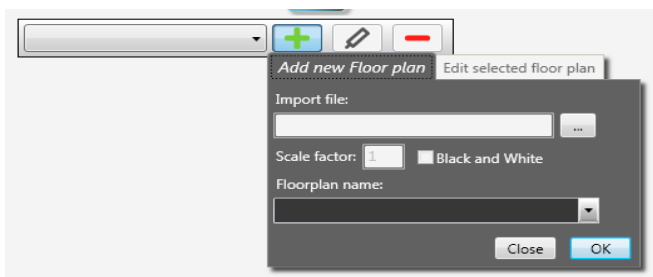 Add new Floor plan Edit selected floor plan
Import file:
...
Scale factor: 1 Black and White
Floorplan name:
Close OK